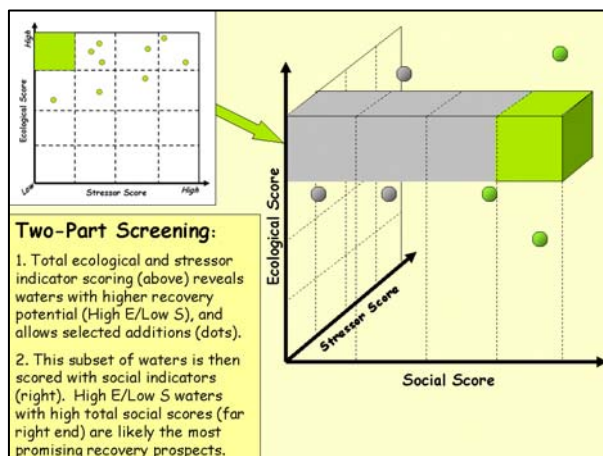 High
Ecological Score
Low
Stressor Score
High
Two-Part Screening:
1. Total ecological and stressor
indicator scoring (above) reveals
waters with higher recovery
potential (High E/Low S), and
allows selected additions (dots).
2. This subset of waters is then
scored with social indicators
(right). High E/Low S waters
with high total social scores (far
right end) are likely the most
promising recovery prospects.
Ecological Score
Stressor Score
Social Score